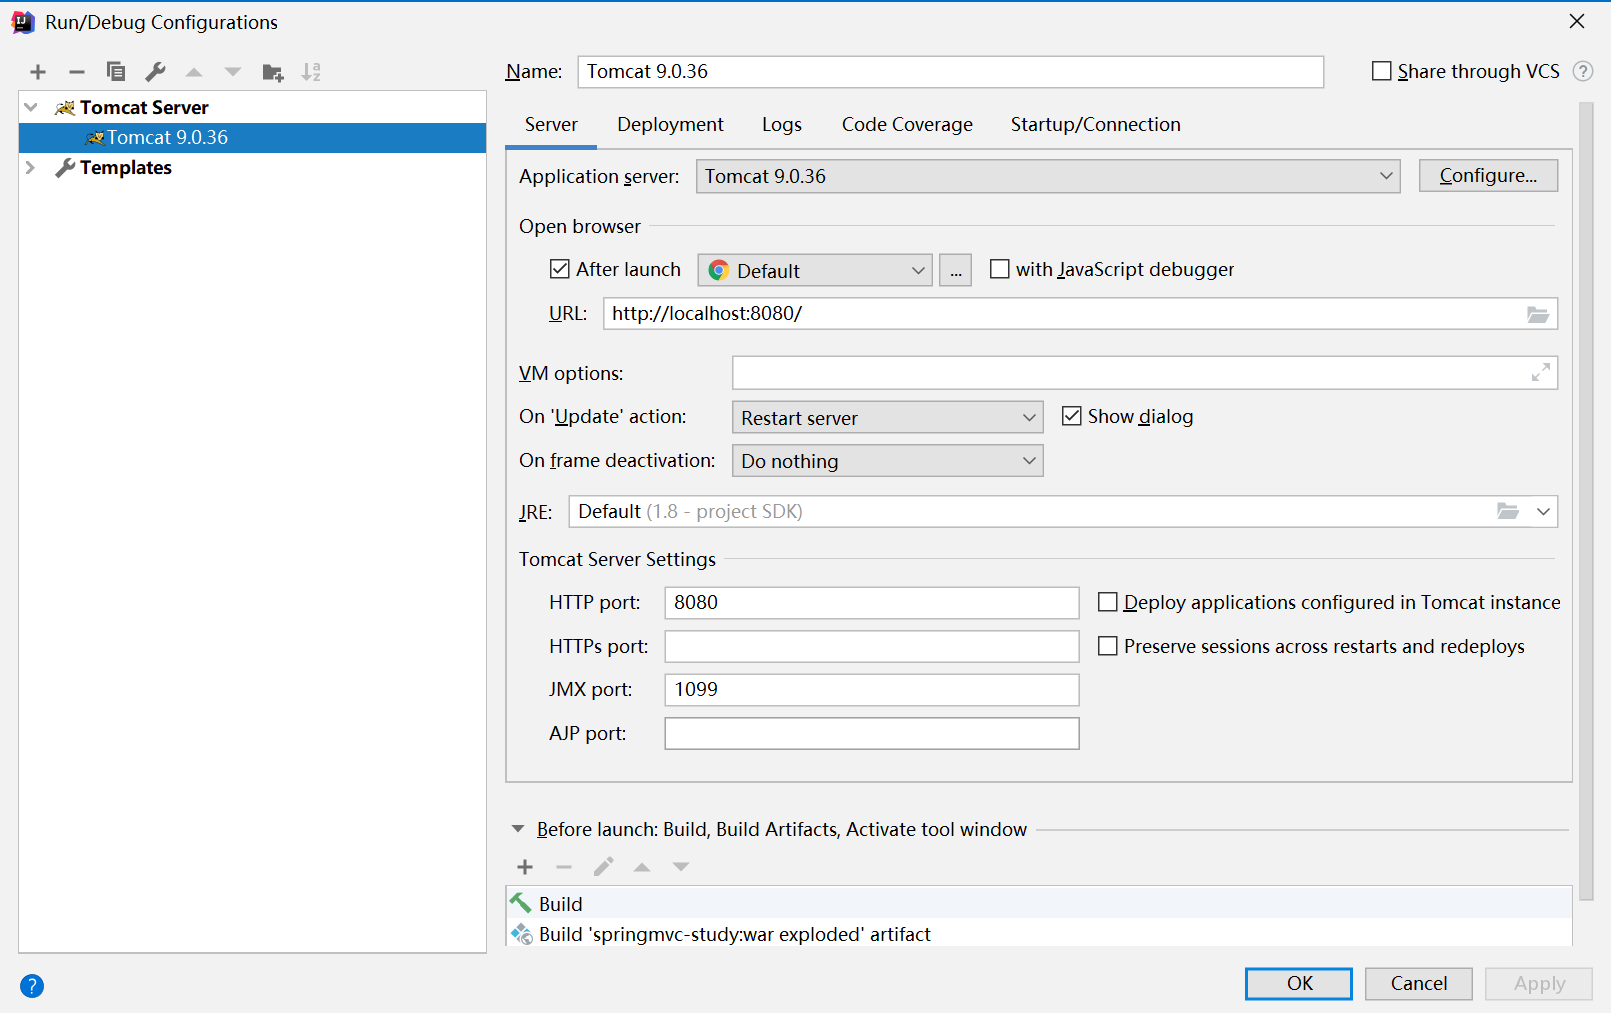 Run/Debug Configurations
Name: Tomcat 9.0.36 Share through VCS ?
Tomcat Server
Tomcat 9.0.36
Templates
Server Deployment Logs Code Coverage Startup/Connection
Application server: Tomcat 9.0.36 Configure...
Open browser
After launch Default ... with JavaScript debugger
URL: http://localhost:8080/
VM options:
On 'Update' action: Restart server Show dialog
On frame deactivation: Do nothing
JRE: Default (1.8 - project SDK)
Tomcat Server Settings
HTTP port: 8080 Deploy applications configured in Tomcat instance
HTTPs port: Preserve sessions across restarts and redeploys
JMX port: 1099
AJP port:
Before launch: Build, Build Artifacts, Activate tool window
Build
Build 'springmvc-study:war exploded' artifact
? OK Cancel Apply